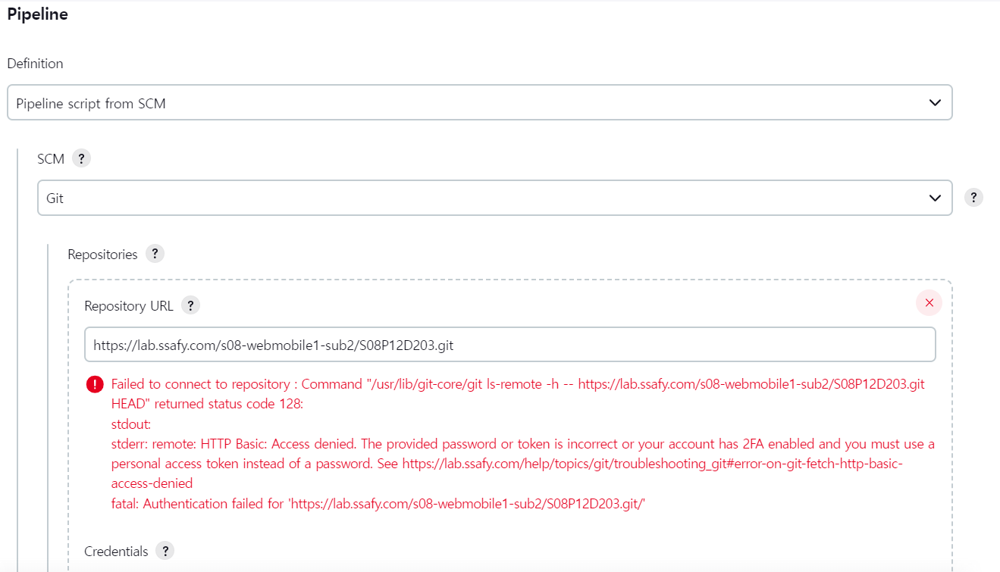 Pipeline
Definition
Pipeline script from SCM
SCM ?
Git
?
Repositories ?
Repository URL ?
https://lab.ssafy.com/s08-webmobile1-sub2/S08P12D203.git
Failed to connect to repository : Command "/usr/lib/git-core/git ls-remote -h -- https://lab.ssafy.com/s08-webmobile1-sub2/S08P12D203.git
HEAD" returned status code 128:
stdout:
stderr: remote: HTTP Basic: Access denied. The provided password or token is incorrect or your account has 2FA enabled and you must use a
personal access token instead of a password. See https://lab.ssafy.com/help/topics/git/troubleshooting_git#error-on-git-fetch-http-basic-
access-denied
fatal: Authentication failed for 'https://lab.ssafy.com/s08-webmobile1-sub2/S08P12D203.git/'
Credentials ?